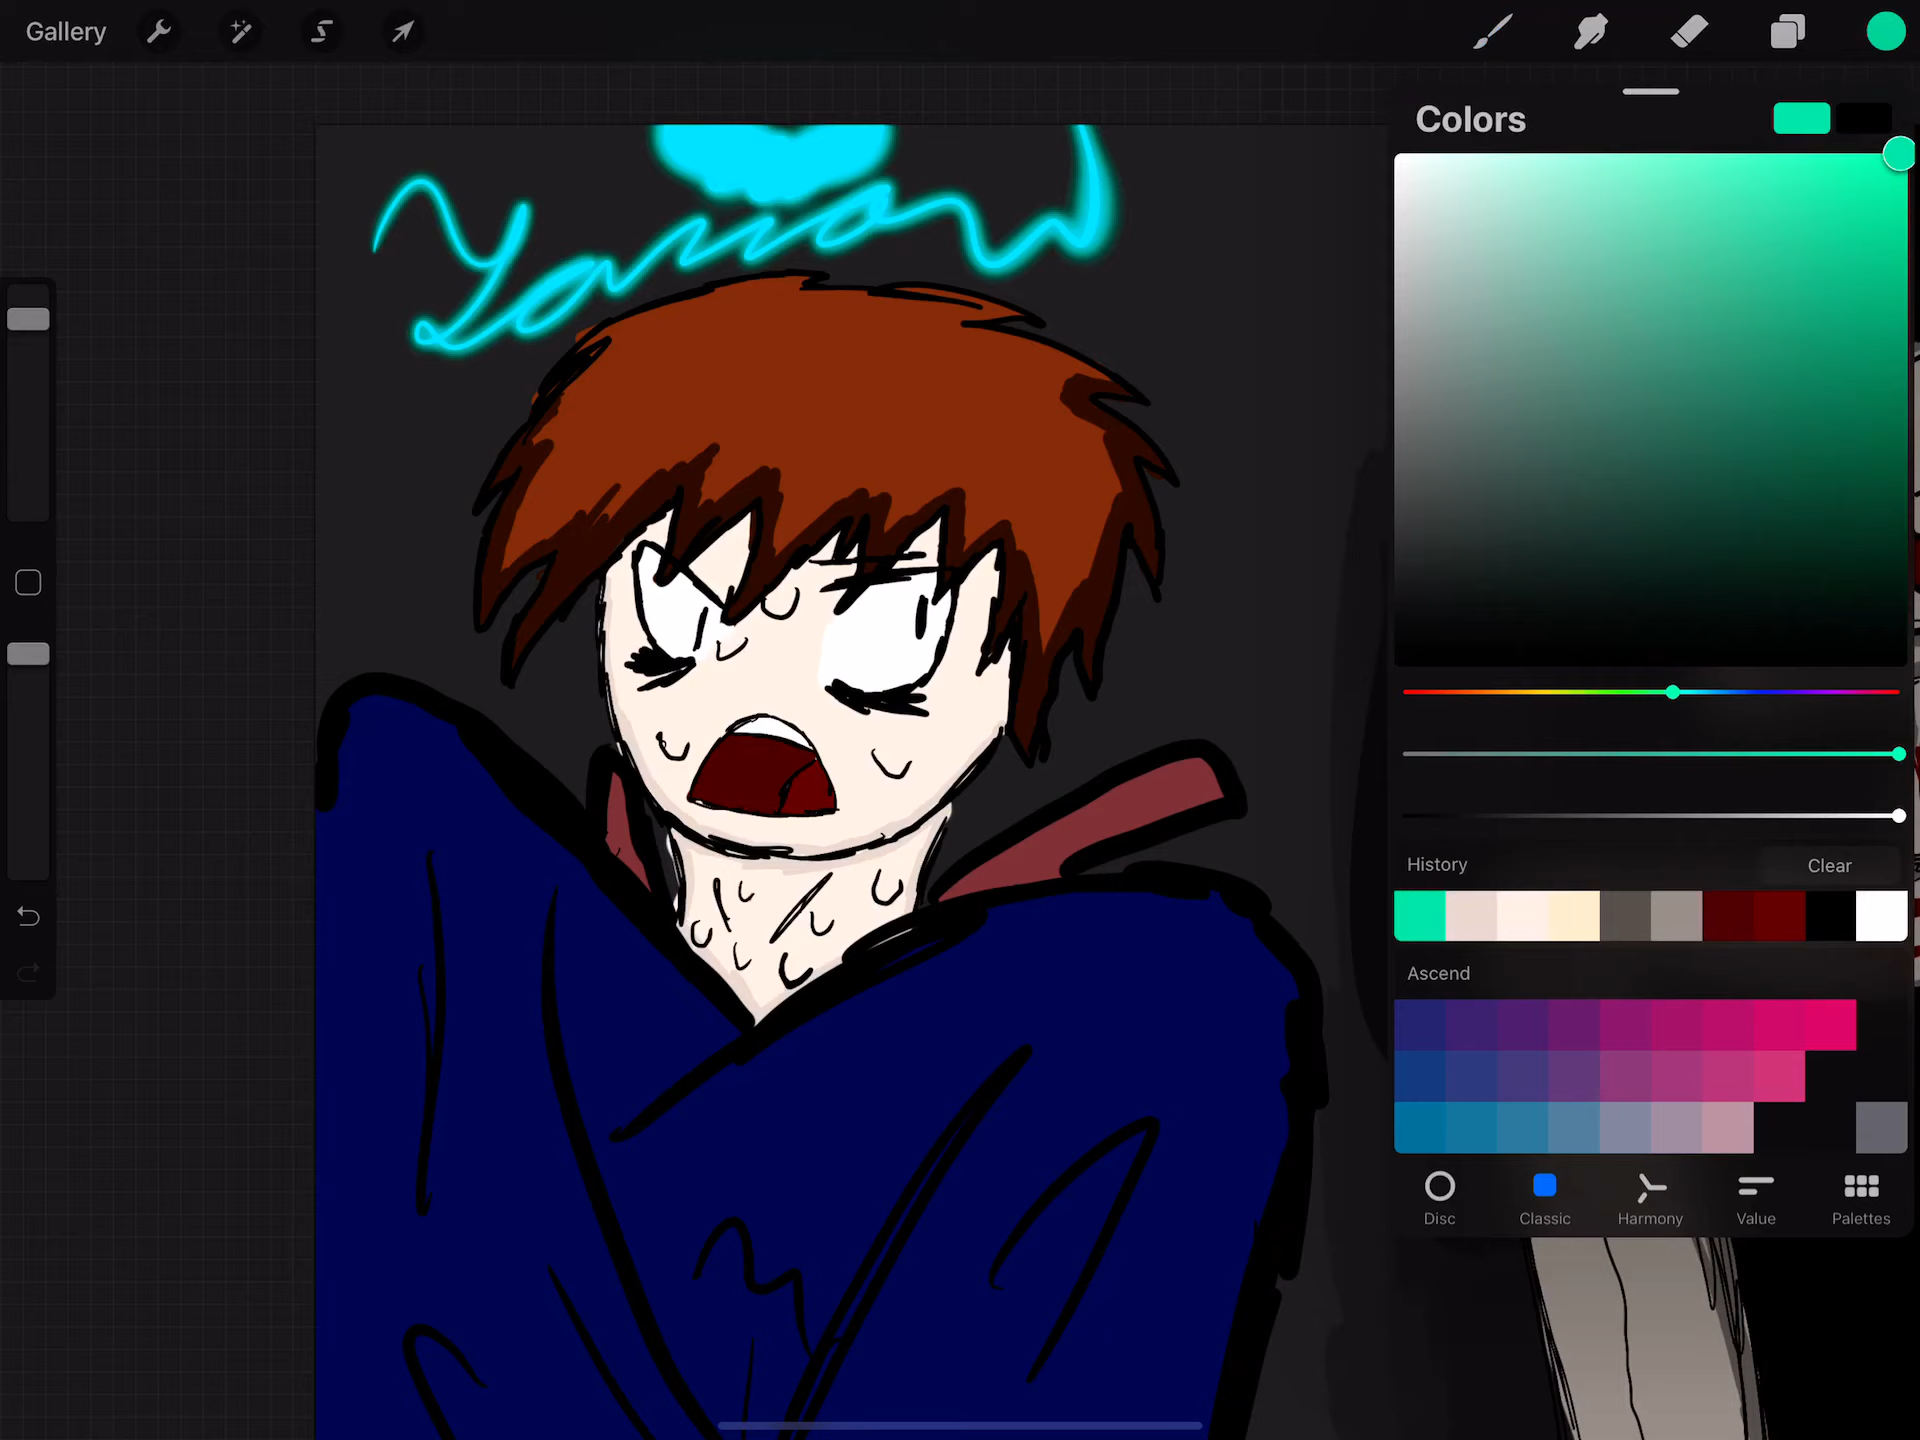 Gallery
Colors
History
Clear
Ascend
Disc
Classic
Harmony
Value
Palettes